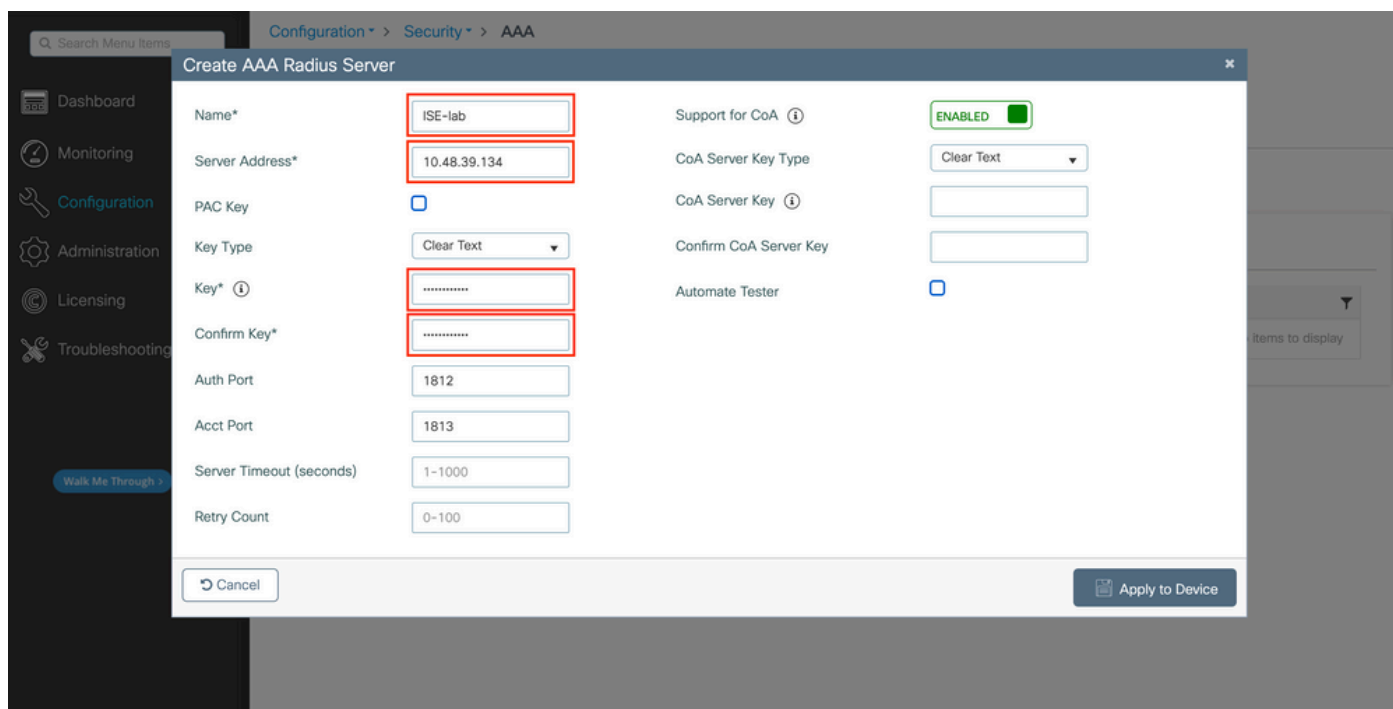 Search Menu Items
Configuration > Security > AAA
Dashboard
Monitoring
Configuration
Administration
Licensing
Troubleshooting
Walk Me Through >
Create AAA Radius Server
Name* ISE-lab
Server Address* 10.48.39.134
PAC Key
Key Type Clear Text
Key* ............
Confirm Key* ............
Auth Port 1812
Acct Port 1813
Server Timeout (seconds) 1-1000
Retry Count 0-100
Support for CoA ENABLED
CoA Server Key Type Clear Text
CoA Server Key
Confirm CoA Server Key
Automate Tester
items to display
Cancel
Apply to Device